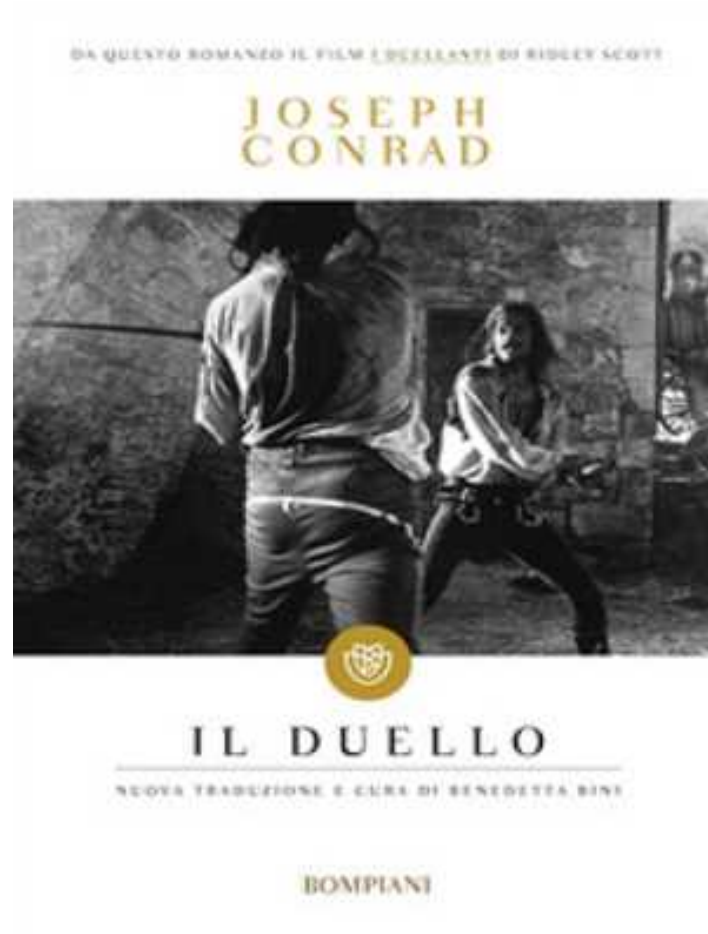 DA QUESTO ROMANZO IL FILM I DUELLANTI DI RIDLEY SCOTT
JOSEPH
CONRAD
IL DUELLO
NUOVA TRADUZIONE E CURA DI BENEDETTA BINI
BOMPIANI